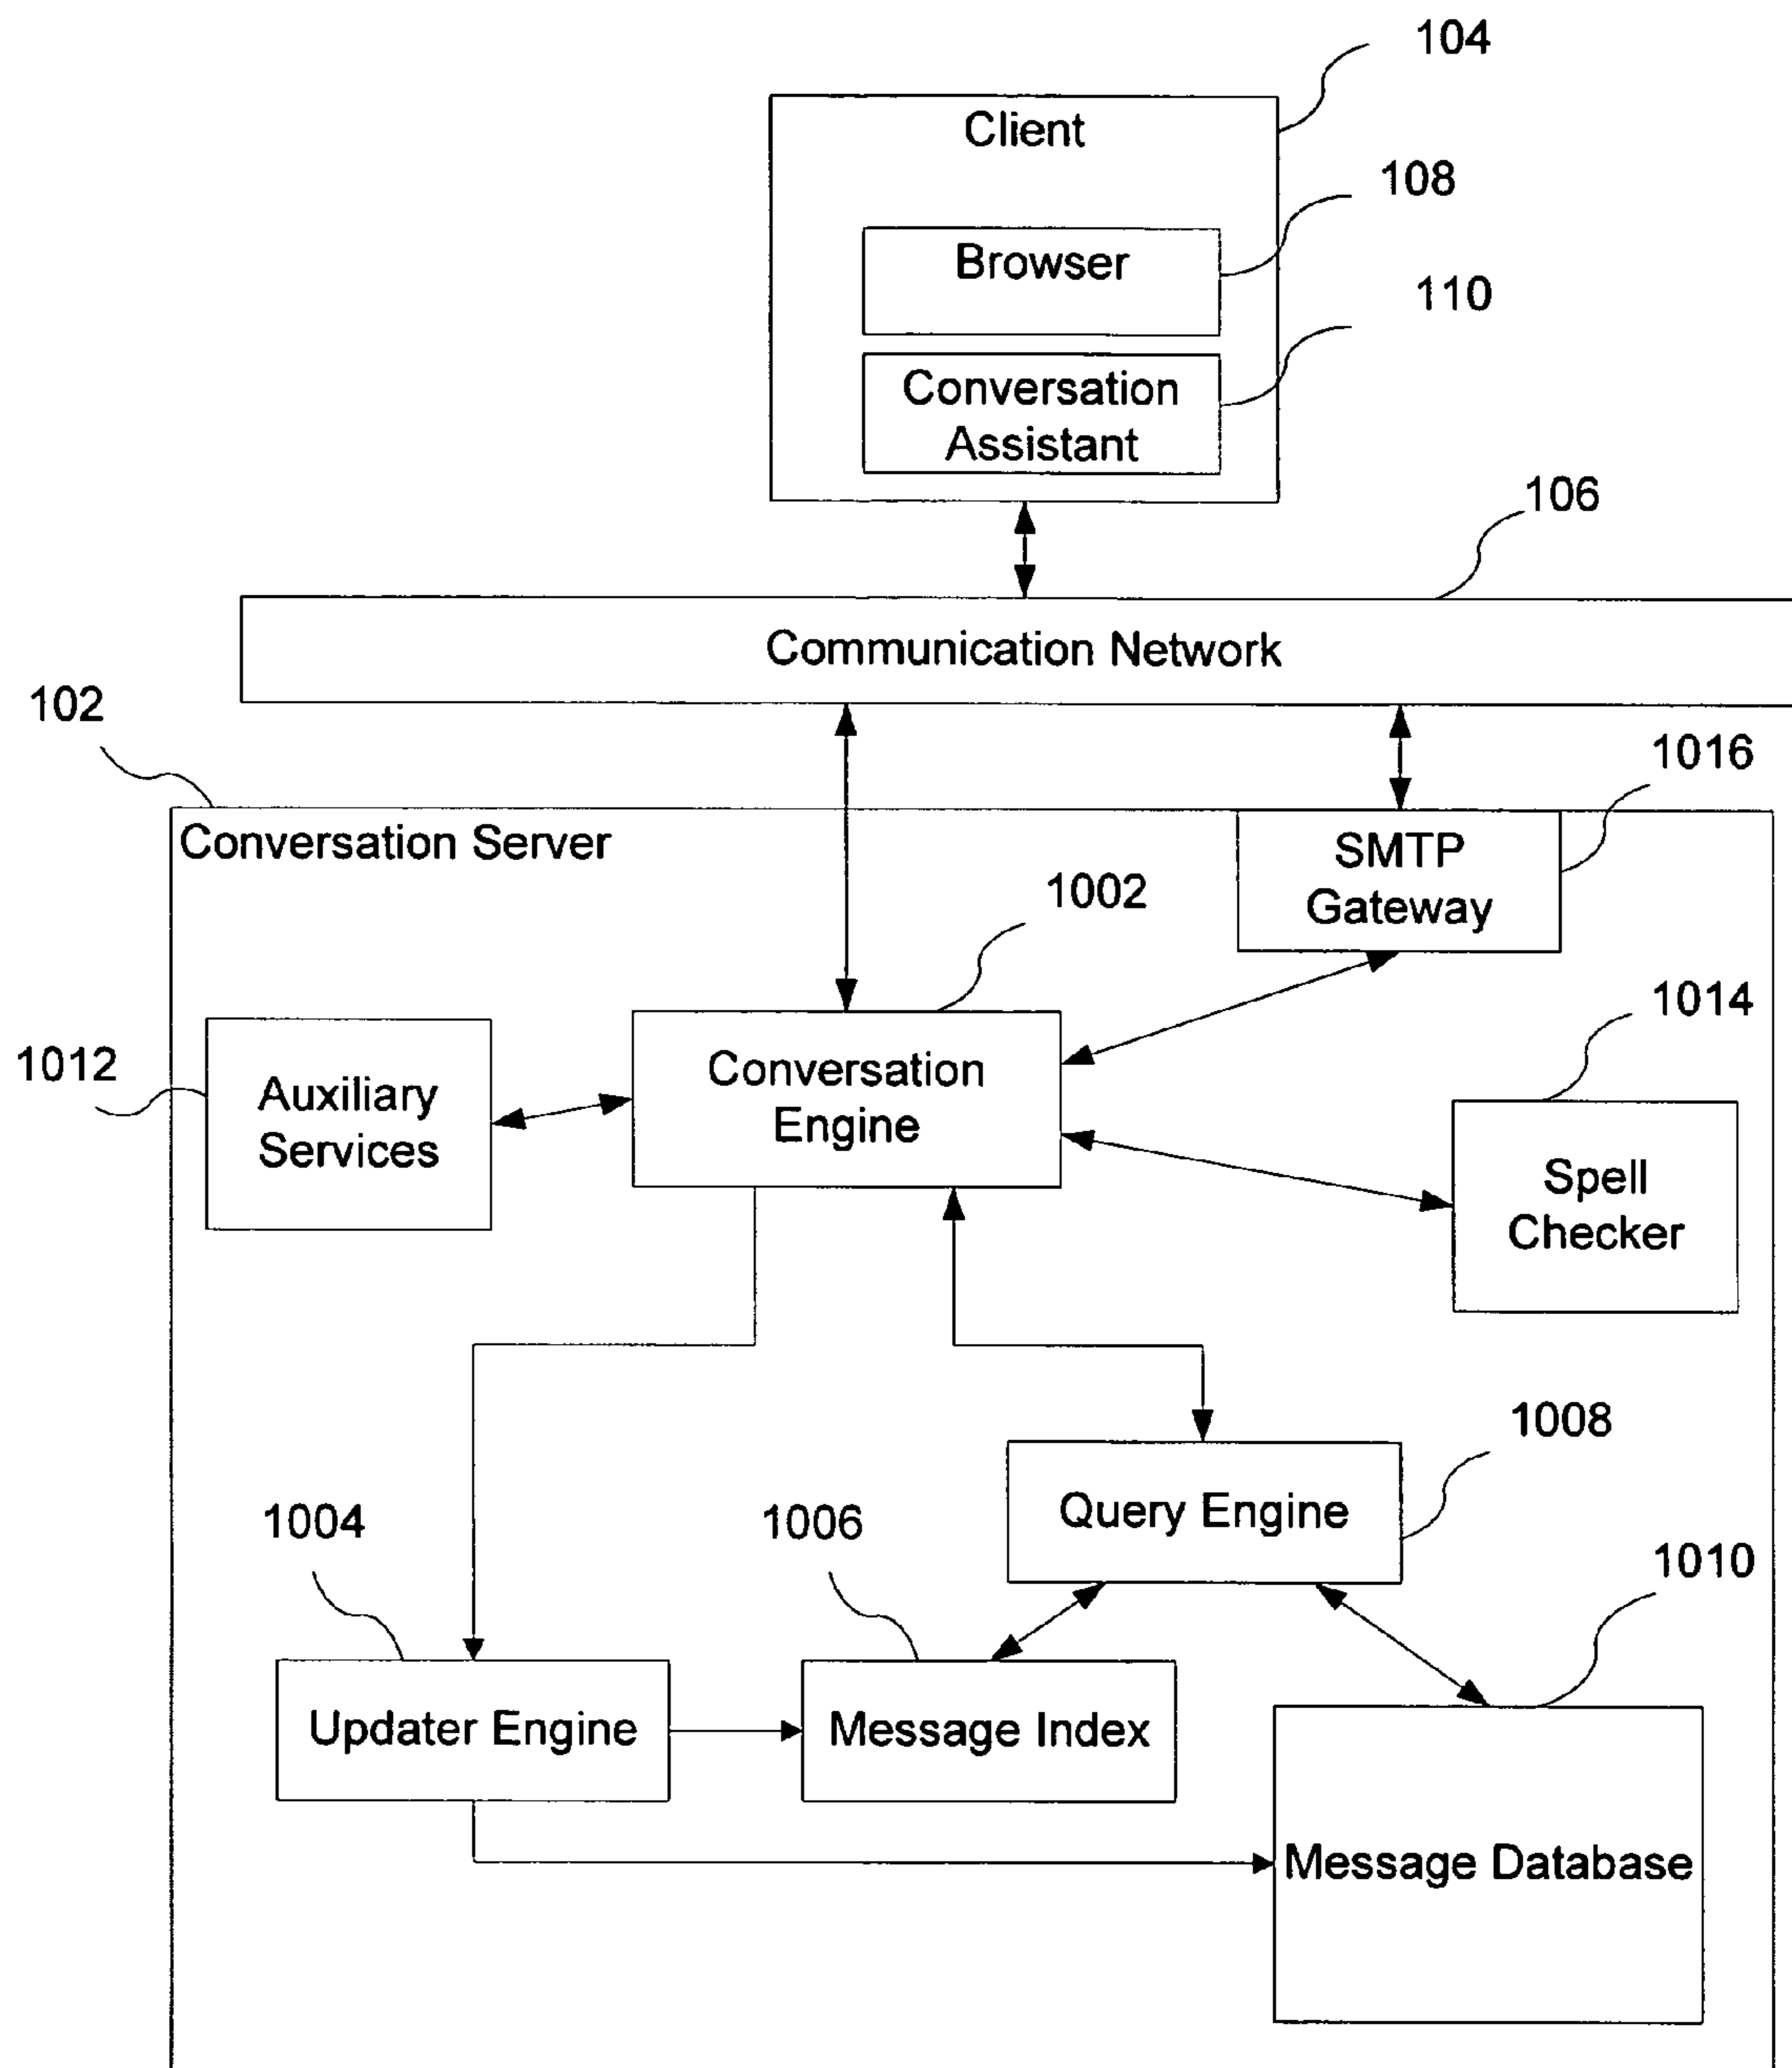 104
Client
108
Browser
110
Conversation
Assistant
106
Communication Network
102
1016
Conversation Server
SMTP
Gateway
1002
1014
1012
Auxiliary
Services
Conversation
Engine
Spell
Checker
1008
Query Engine
1004
1006
1010
Updater Engine
Message Index
Message Database